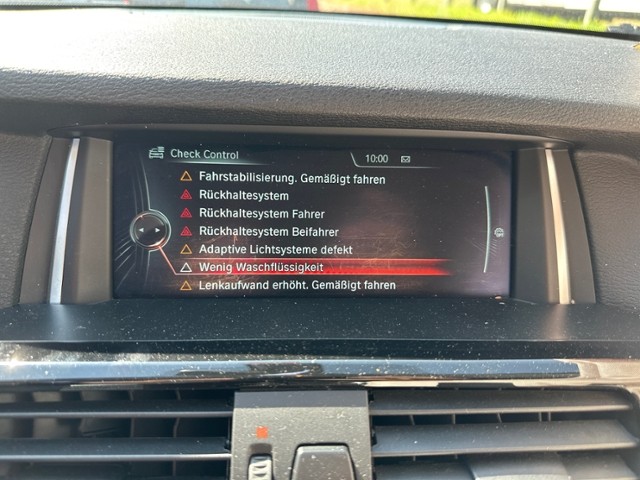 Check Control
10:00
Fahrstabilisierung. Gemäßigt fahren
Rückhaltesystem
Rückhaltesystem Fahrer
Rückhaltesystem Beifahrer
Adaptive Lichtsysteme defekt
Wenig Waschflüssigkeit
Lenkaufwand erhöht. Gemäßigt fahren